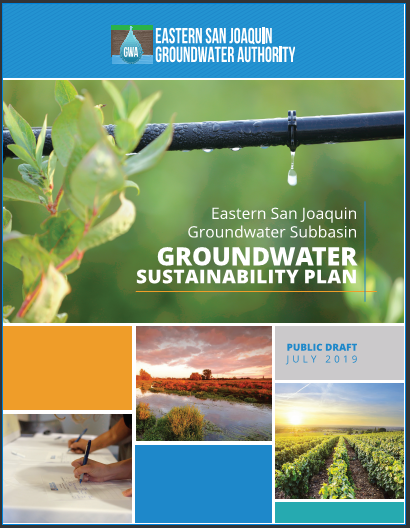 GWA
EASTERN SAN JOAQUIN
GROUNDWATER AUTHORITY
Eastern San Joaquin
Groundwater Subbasin
GROUNDWATER
SUSTAINABILITY PLAN
PUBLIC DRAFT
JULY 2019